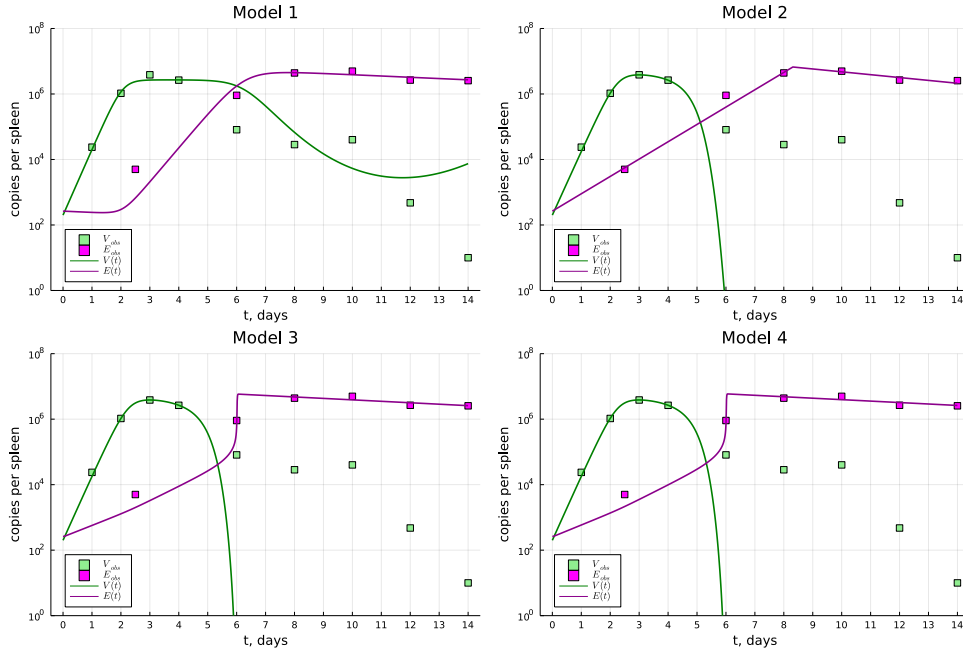 Model 1
copies per spleen
10^8
10^6
10^4
10^2
10^0
V_obs
E_obs
V(t)
E(t)
0 1 2 3 4 5 6 7 8 9 10 11 12 13 14
t, days
Model 2
copies per spleen
10^8
10^6
10^4
10^2
10^0
V_obs
E_obs
V(t)
E(t)
0 1 2 3 4 5 6 7 8 9 10 11 12 13 14
t, days
Model 3
copies per spleen
10^8
10^6
10^4
10^2
10^0
V_obs
E_obs
V(t)
E(t)
0 1 2 3 4 5 6 7 8 9 10 11 12 13 14
t, days
Model 4
copies per spleen
10^8
10^6
10^4
10^2
10^0
V_obs
E_obs
V(t)
E(t)
0 1 2 3 4 5 6 7 8 9 10 11 12 13 14
t, days